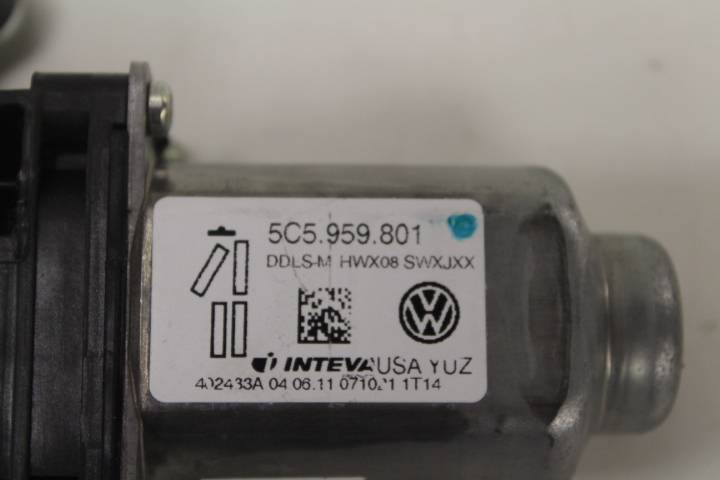 5C5.959.801
DDLS-M HWX08 SWXJXX
INTEVA USA YUZ
402433A 04 06.11 071021 1T14